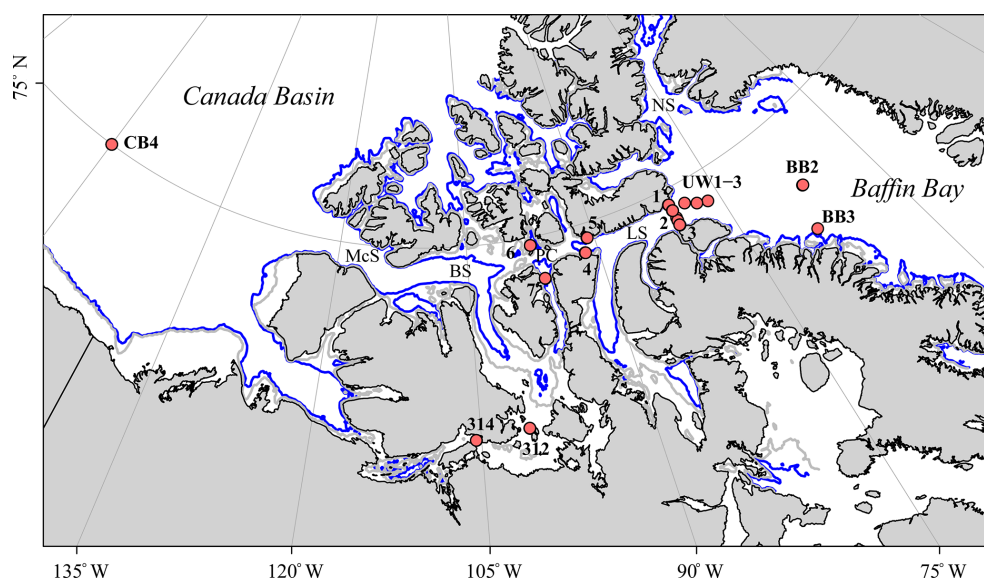 NS
75° N
Canada Basin
CB4
UW1−3
BB2
Baffin Bay
1
BB3
5
2
3
LS
6
McS
4
BS
7
314
312
135° W
120° W
105° W
90° W
75° W